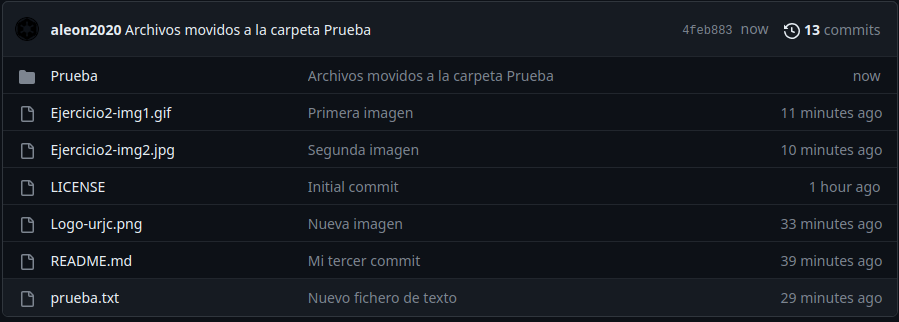 aleon2020 Archivos movidos a la carpeta Prueba 4feb883 now 13 commits
Prueba Archivos movidos a la carpeta Prueba now
Ejercicio2-img1.gif Primera imagen 11 minutes ago
Ejercicio2-img2.jpg Segunda imagen 10 minutes ago
LICENSE Initial commit 1 hour ago
Logo-urjc.png Nueva imagen 33 minutes ago
README.md Mi tercer commit 39 minutes ago
prueba.txt Nuevo fichero de texto 29 minutes ago